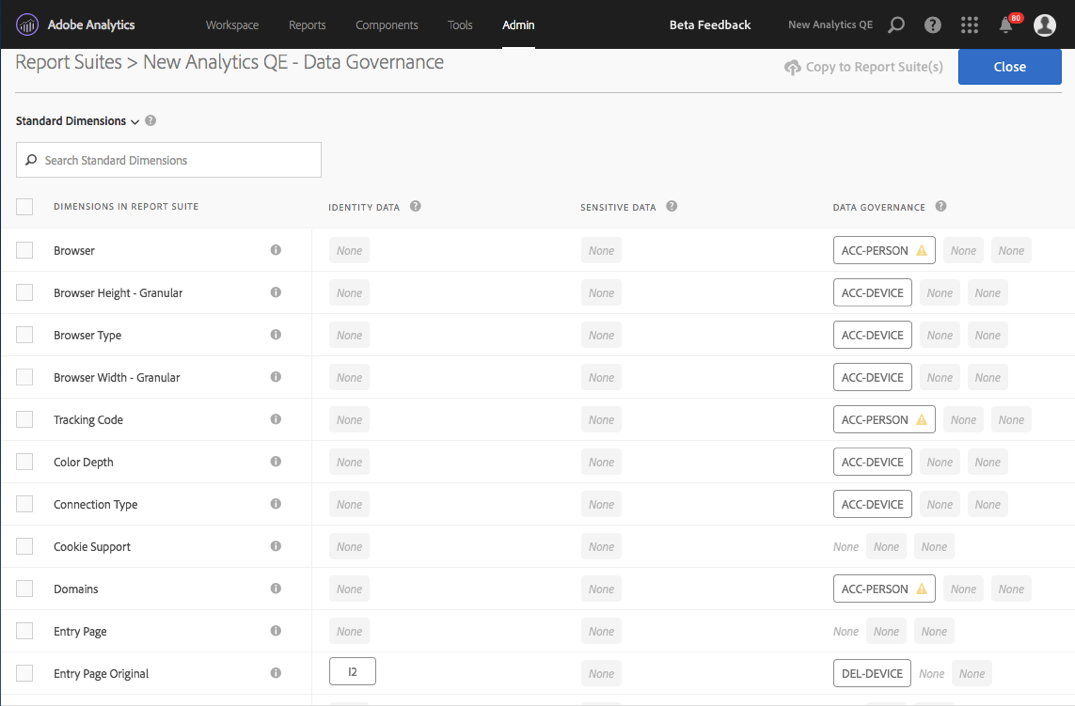 Adobe Analytics Workspace Reports Components Tools Admin Beta Feedback New Analytics QE 80
Report Suites > New Analytics QE - Data Governance Copy to Report Suite(s) Close
Standard Dimensions
Search Standard Dimensions
DIMENSIONS IN REPORT SUITE IDENTITY DATA SENSITIVE DATA DATA GOVERNANCE
Browser None None ACC-PERSON None None
Browser Height - Granular None None ACC-DEVICE None None
Browser Type None None ACC-DEVICE None None
Browser Width - Granular None None ACC-DEVICE None None
Tracking Code None None ACC-PERSON None None
Color Depth None None ACC-DEVICE None None
Connection Type None None ACC-DEVICE None None
Cookie Support None None None None None
Domains None None ACC-PERSON None None
Entry Page None None None None None
Entry Page Original I2 None DEL-DEVICE None None